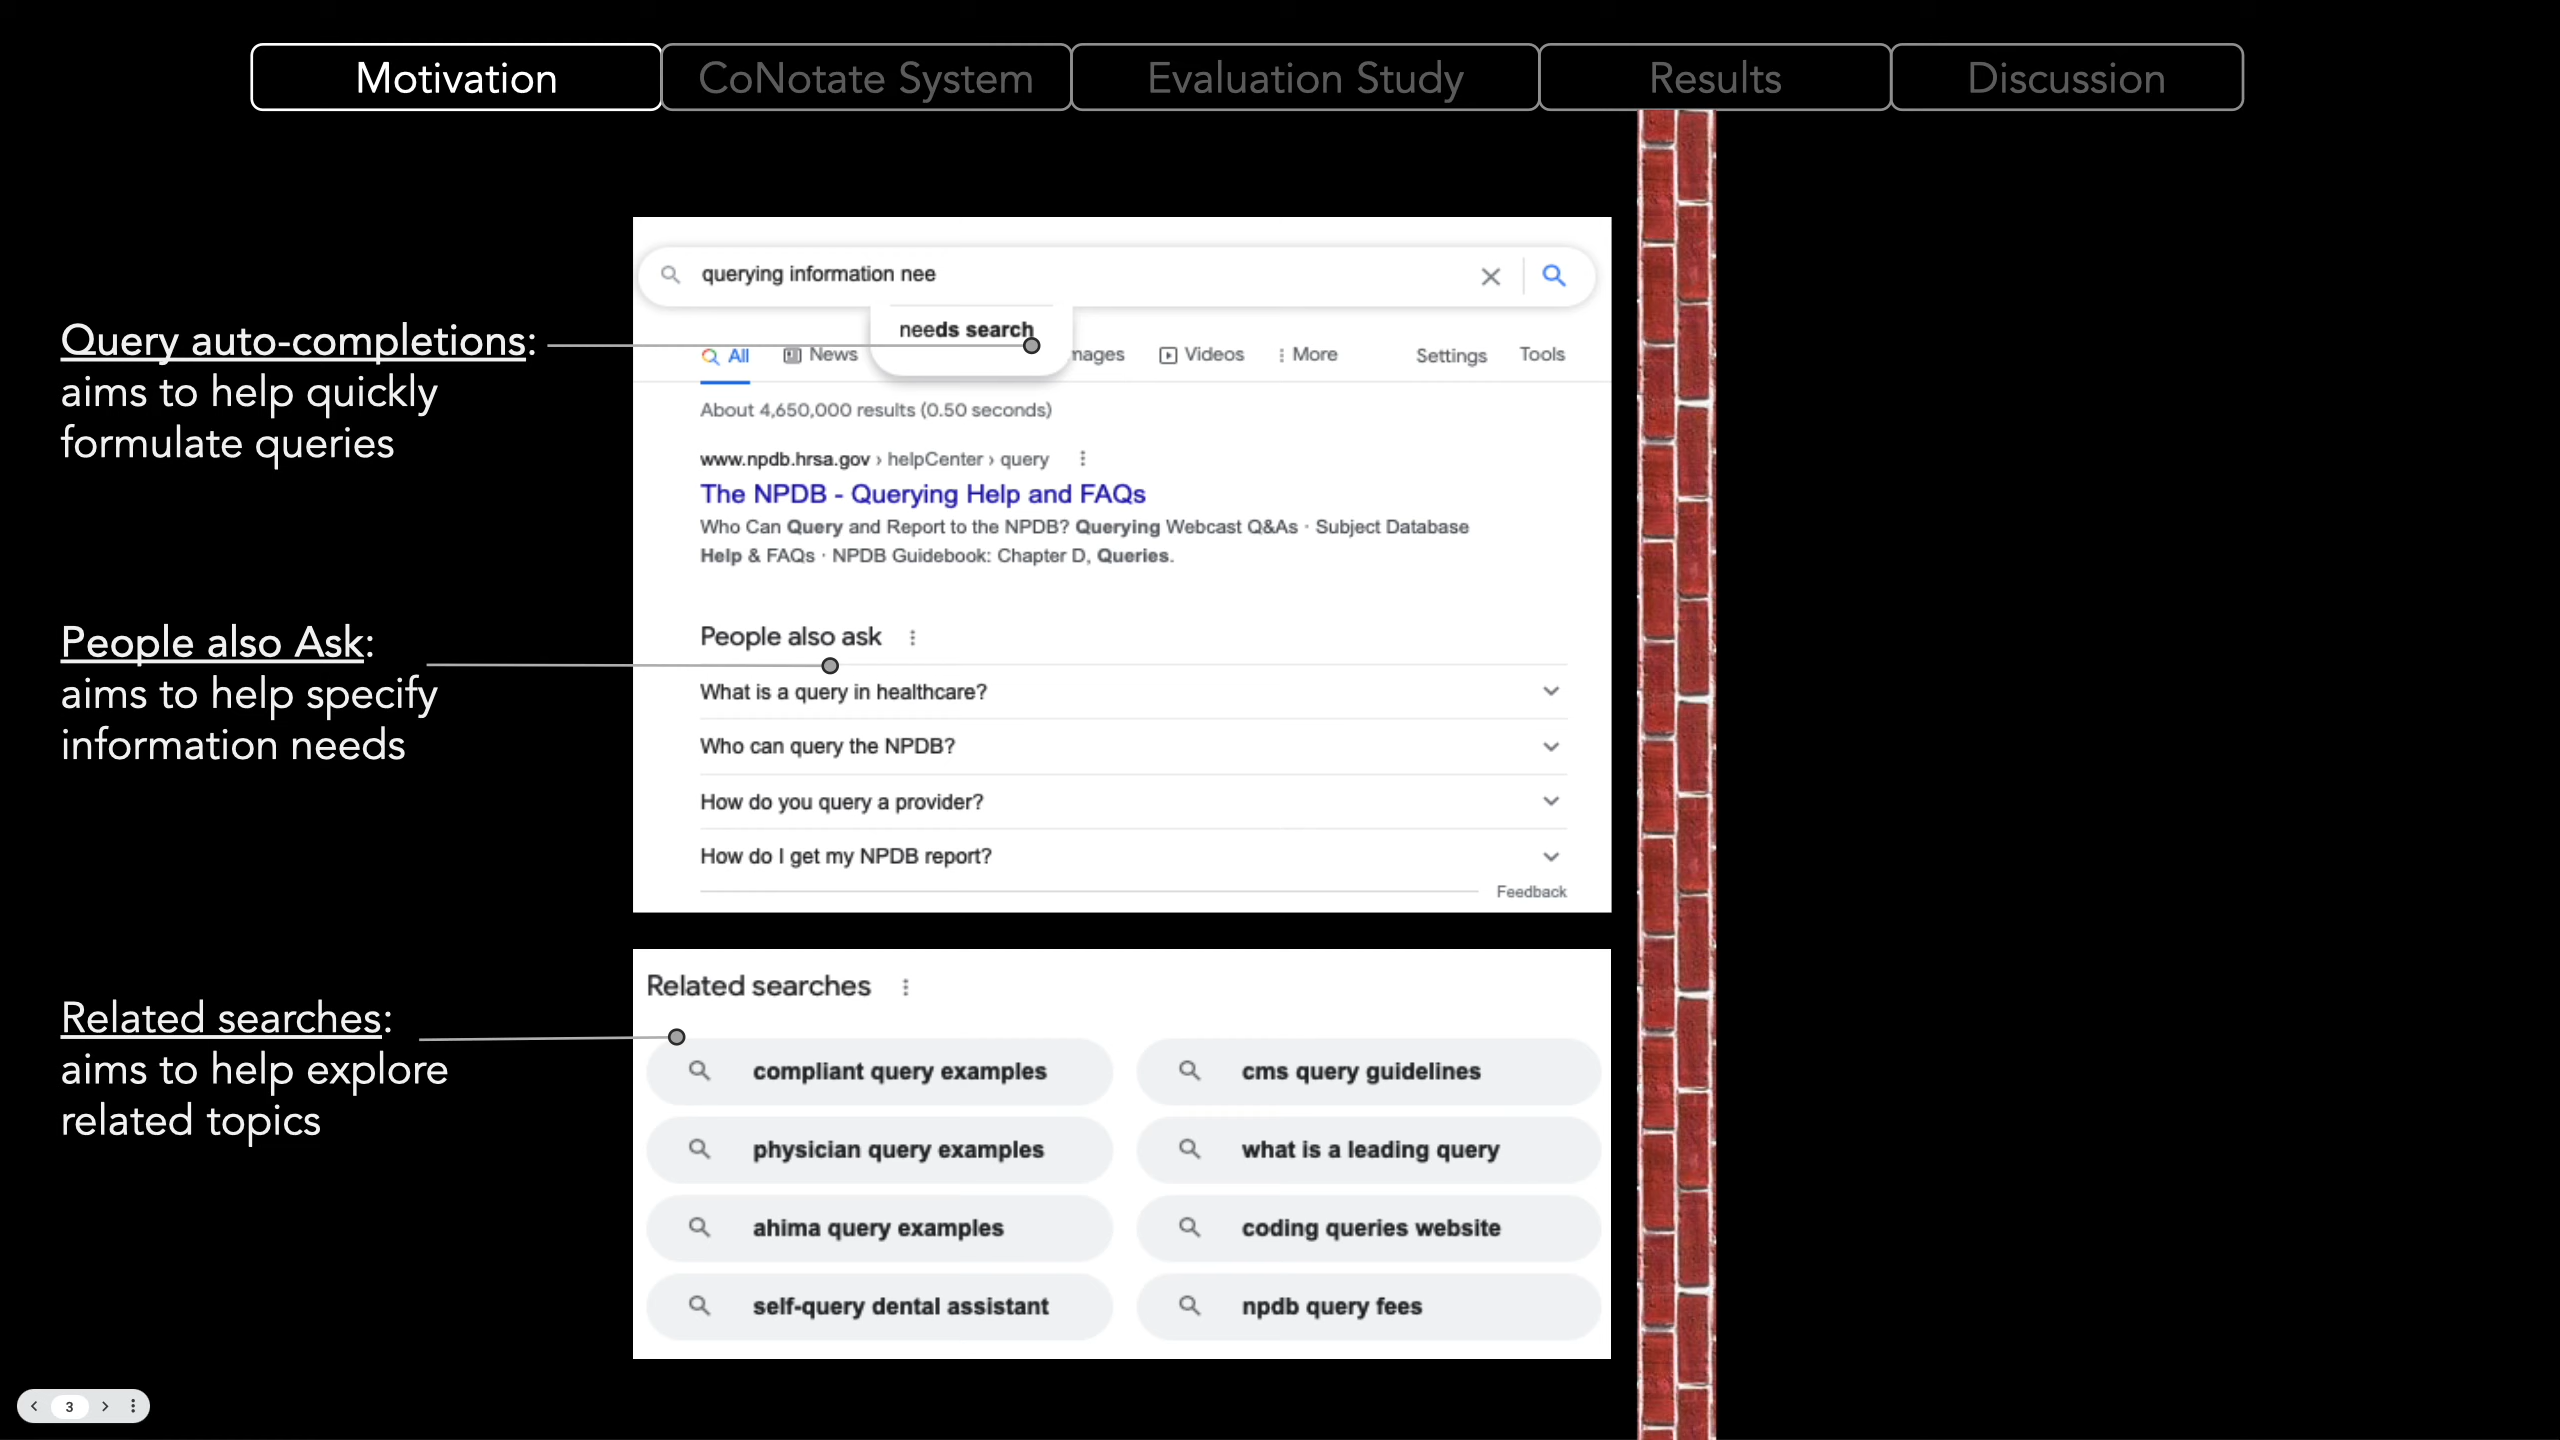 Motivation
CoNotate System
Evaluation Study
Results
Discussion
Query auto-completions:
aims to help quickly
formulate queries
People also Ask:
aims to help specify
information needs
Related searches:
aims to help explore
related topics
querying information nee
needs search
All
News
mages
Videos
More
Settings
Tools
About 4,650,000 results (0.50 seconds)
www.npdb.hrsa.gov › helpCenter › query
The NPDB - Querying Help and FAQs
Who Can Query and Report to the NPDB? Querying Webcast Q&As · Subject Database
Help & FAQs · NPDB Guidebook: Chapter D, Queries.
People also ask
What is a query in healthcare?
Who can query the NPDB?
How do you query a provider?
How do I get my NPDB report?
Feedback
Related searches
compliant query examples
cms query guidelines
physician query examples
what is a leading query
ahima query examples
coding queries website
self-query dental assistant
npdb query fees
3